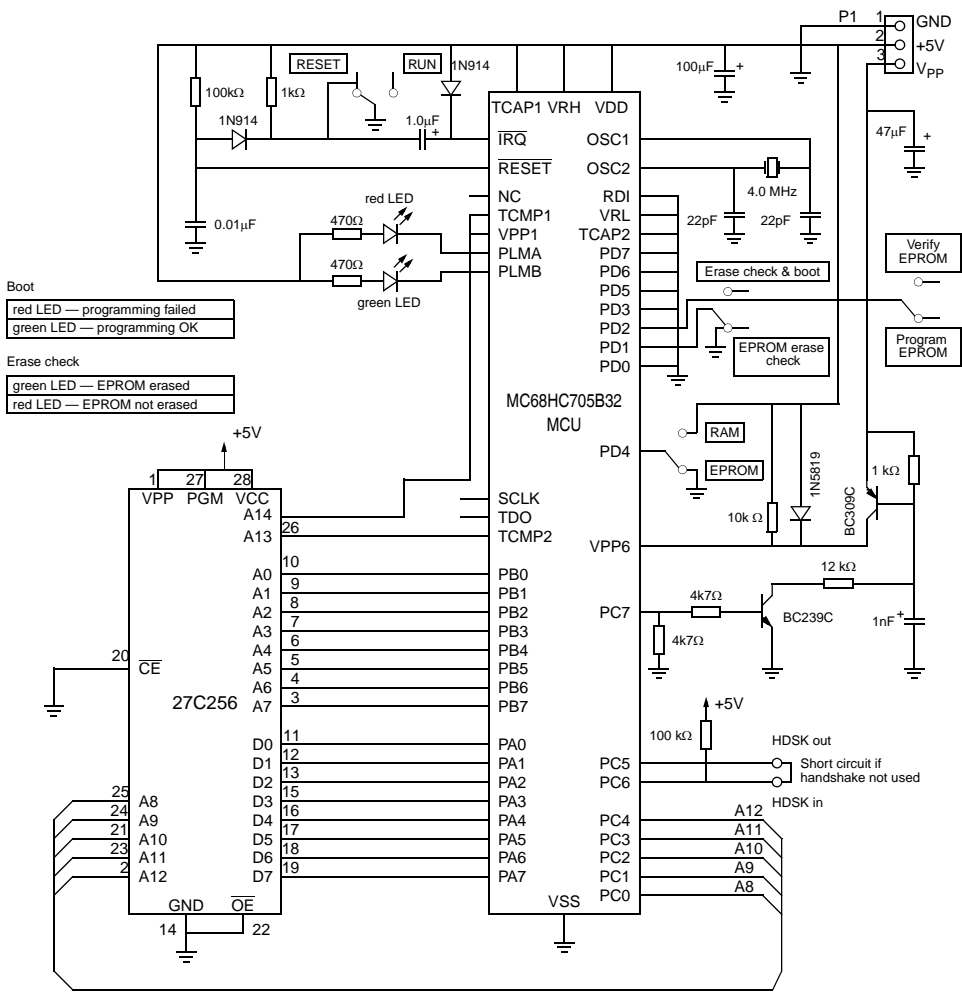 P1
1
GND
2
+5V
3
VPP
RESET
RUN
1N914
100µF
+
100kΩ
1kΩ
TCAP1 VRH VDD
1N914
1.0µF
+
47µF
+
IRQ
OSC1
RESET
OSC2
4.0 MHz
NC
RDI
red LED
TCMP1
VRL
22pF
22pF
0.01µF
470Ω
VPP1
TCAP2
PLMA
PD7
Verify
EPROM
470Ω
PLMB
PD6
Erase check & boot
green LED
PD5
Boot
PD3
red LED — programming failed
PD2
green LED — programming OK
PD1
EPROM erase
check
Program
EPROM
Erase check
PD0
green LED — EPROM erased
red LED — EPROM not erased
MC68HC705B32
MCU
+5V
RAM
PD4
EPROM
1N5819
1 kΩ
BC309C
10k Ω
1
27
28
VPP
PGM
VCC
A14
SCLK
TDO
A13
26
TCMP2
VPP6
A0
10
PB0
12 kΩ
A1
9
PB1
A2
8
PB2
PC7
4k7Ω
BC239C
1nF
+
A3
7
PB3
4k7Ω
A4
6
PB4
20
CE
A5
5
PB5
A6
4
PB6
27C256
A7
3
PB7
+5V
D0
11
PA0
100 kΩ
HDSK out
D1
12
PA1
PC5
Short circuit if
handshake not used
D2
13
PA2
PC6
HDSK in
25
A8
D3
15
PA3
24
A9
D4
16
PA4
PC4
A12
21
A10
D5
17
PA5
PC3
A11
23
A11
D6
18
PA6
PC2
A10
2
A12
D7
19
PA7
PC1
A9
PC0
A8
GND
OE
VSS
14
22